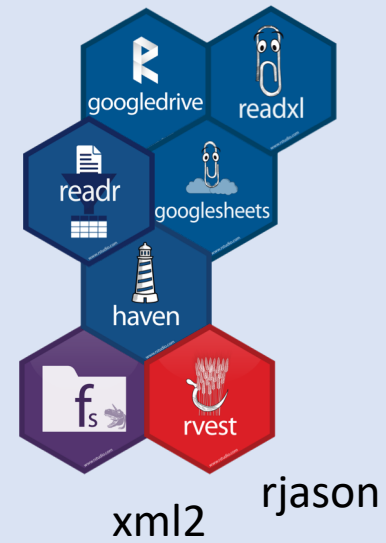 googledrive
readxl
readr
googlesheets
haven
fs
rvest
rjason
xml2